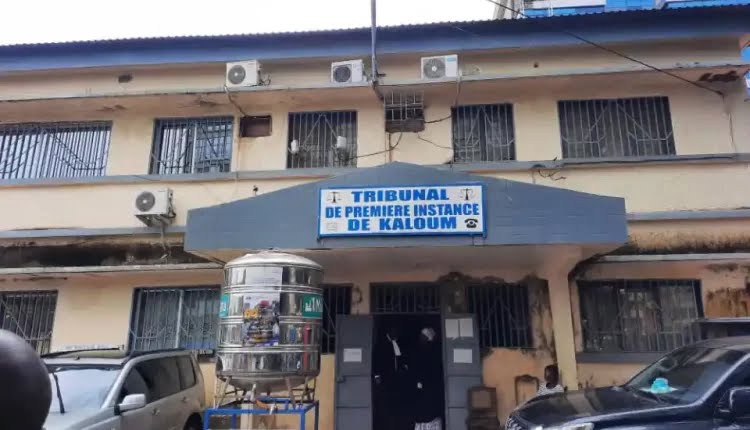 TRIBUNAL
DE PREMIERE INSTANCE
DE KALOUM